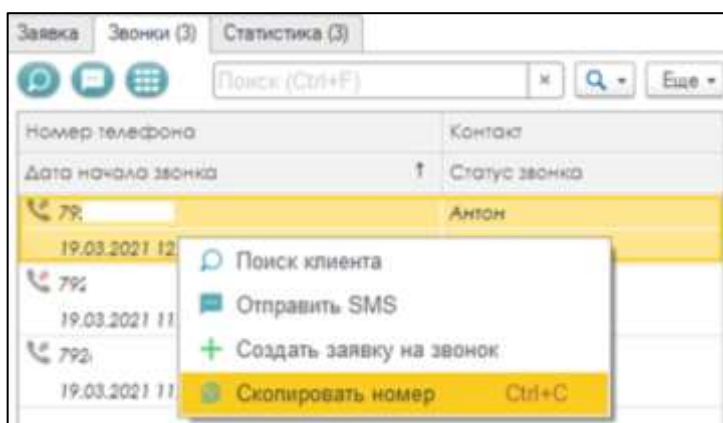 Заявка Звонки (3) Статистика (3)
Поиск (Ctrl+F) × Еще
Номер телефона Контакт
Дата начала звонка ↑ Статус звонка
79 Антон
19.03.2021 12
Поиск клиента
792
Отправить SMS
19.03.2021 11
Создать заявку на звонок
792
19.03.2021 11
Скопировать номер Ctrl+C